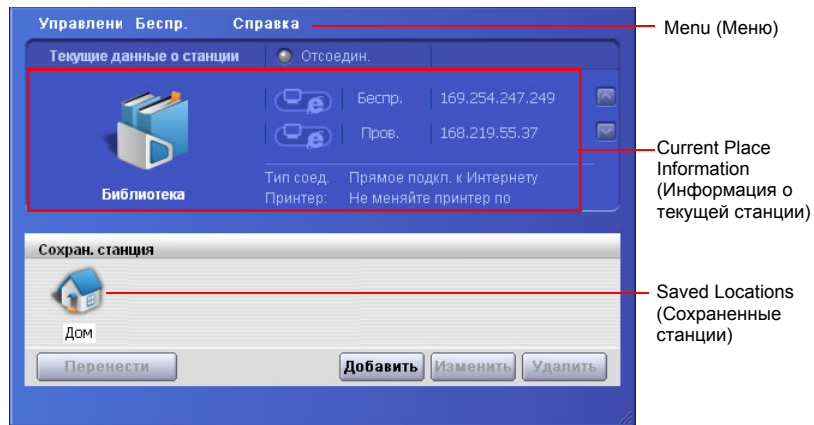 Управлени Беспр. Справка
Menu (Меню)
Текущие данные о станции
Отсоедин.
Беспр. 169.254.247.249
Пров. 168.219.55.37
Библиотека
Тип соед. Прямое подкл. к Интернету
Принтер: Не меняйте принтер по
Current Place
Information
(Информация о
текущей станции)
Сохран. станция
Дом
Saved Locations
(Сохраненные
станции)
Перенести Добавить Изменить Удалить